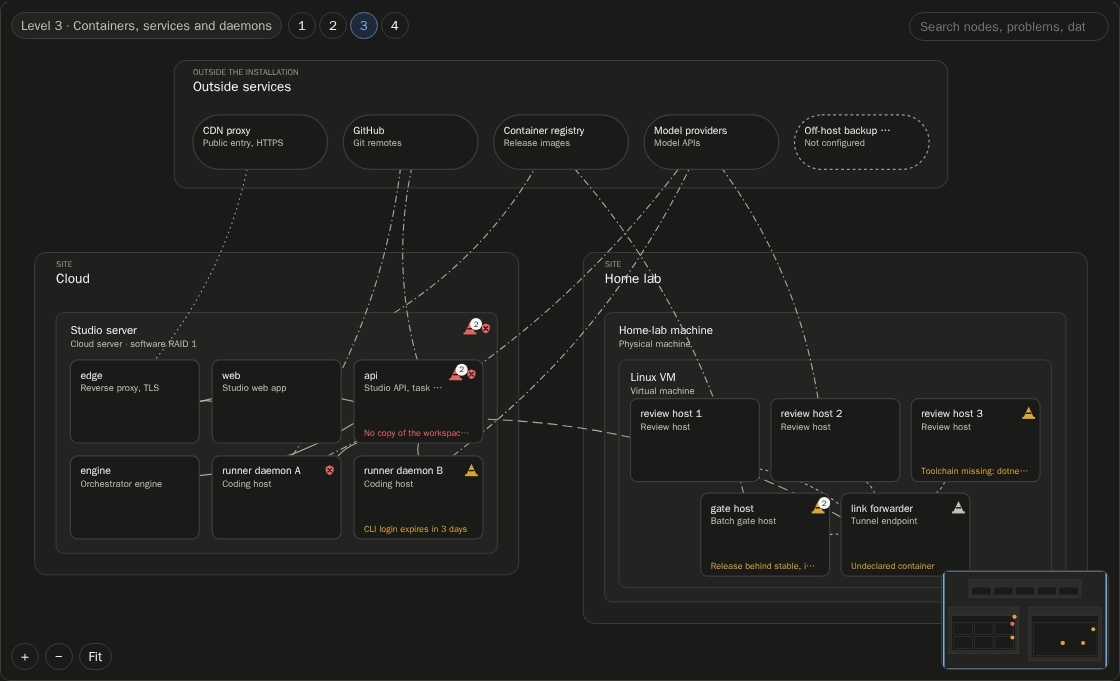 Level 3 · Containers, services and daemons
1 2 3 4
Search nodes, problems, dat
OUTSIDE THE INSTALLATION
Outside services
CDN proxy
Public entry, HTTPS
GitHub
Git remotes
Container registry
Release images
Model providers
Model APIs
Off-host backup ···
Not configured
SITE
Cloud
Studio server
Cloud server · software RAID 1
2
edge
Reverse proxy, TLS
web
Studio web app
api
Studio API, task ···
2
No copy of the workspac···
engine
Orchestrator engine
runner daemon A
Coding host
runner daemon B
Coding host
CLI login expires in 3 days
SITE
Home lab
Home-lab machine
Physical machine
Linux VM
Virtual machine
review host 1
Review host
review host 2
Review host
review host 3
Review host
Toolchain missing: dotne···
gate host
Batch gate host
2
Release behind stable, i···
link forwarder
Tunnel endpoint
Undeclared container
+
−
Fit